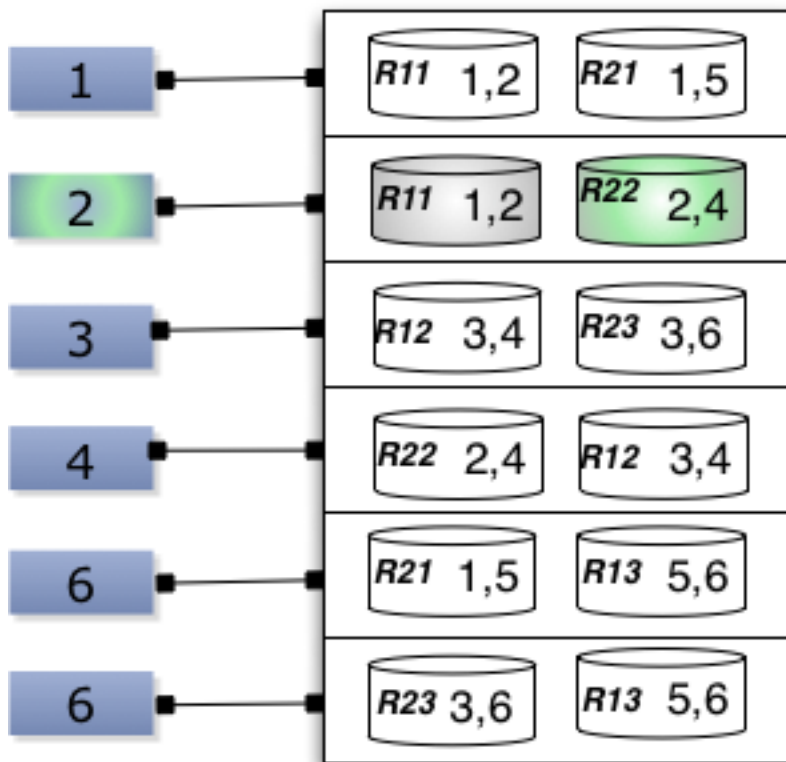 1 R11 1,2 R21 1,5
2 R11 1,2 R22 2,4
3 R12 3,4 R23 3,6
4 R22 2,4 R12 3,4
6 R21 1,5 R13 5,6
6 R23 3,6 R13 5,6